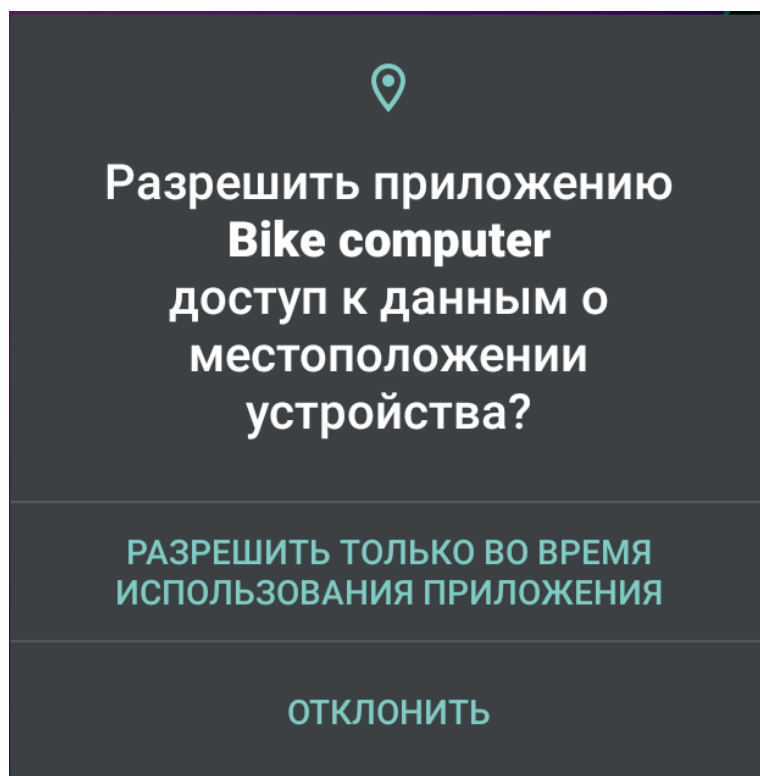 Разрешить приложению
Bike computer
доступ к данным о
местоположении
устройства?
РАЗРЕШИТЬ ТОЛЬКО ВО ВРЕМЯ
ИСПОЛЬЗОВАНИЯ ПРИЛОЖЕНИЯ
ОТКЛОНИТЬ